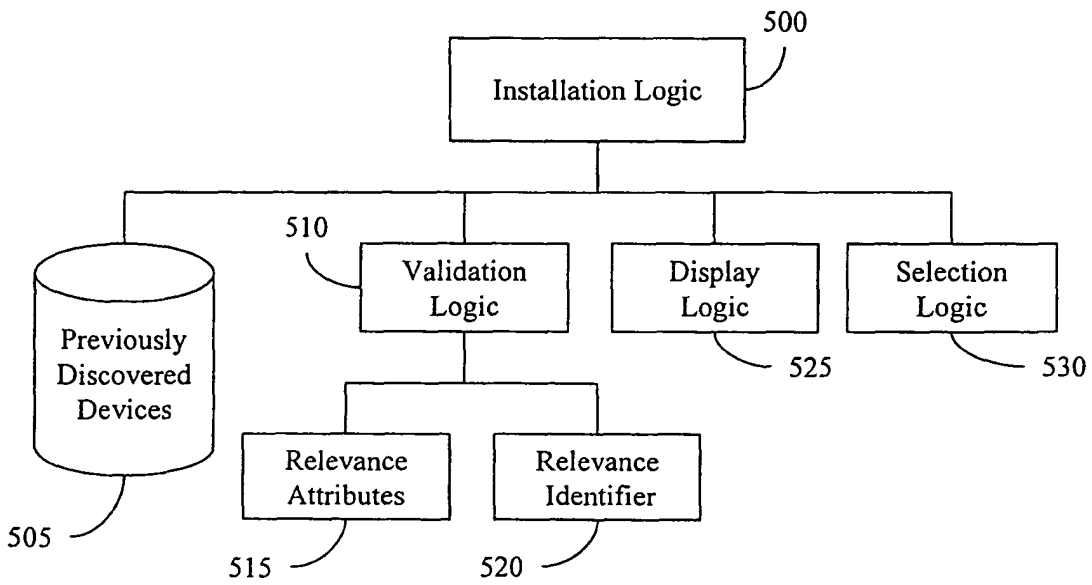 500
Installation Logic
510
Validation
Logic
Display
Logic
Selection
Logic
Previously
Discovered
Devices
525
530
Relevance
Attributes
Relevance
Identifier
505
515
520